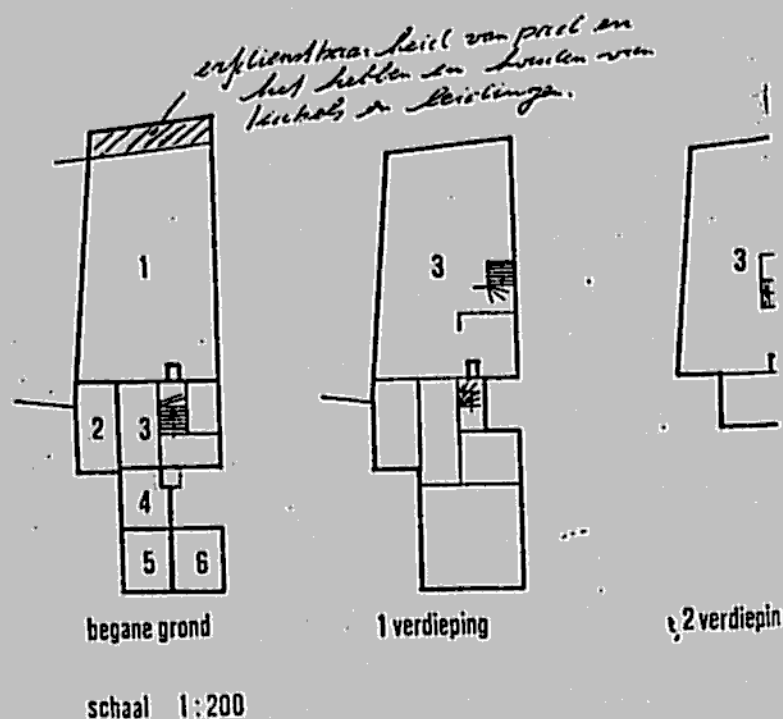 erfdienstbaarheid van pad en
het hebben en houden van
kabels en leidingen.
1
3
3
2
3
4
5
6
begane grond
1 verdieping
2 verdiepin
schaal 1:200